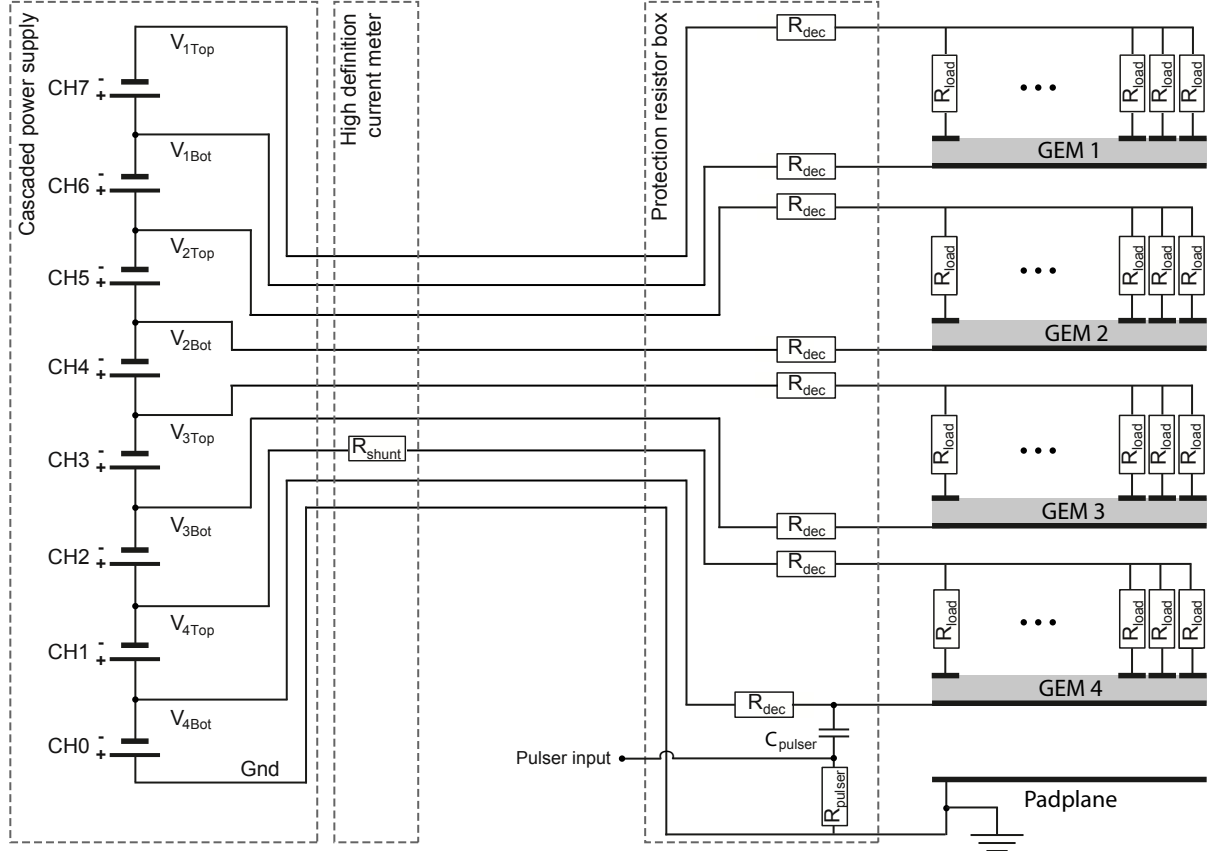 Cascaded power supply
High definition
current meter
Protection resistor box
V1Top
CH7
-
+
V1Bot
CH6
-
+
V2Top
CH5
-
+
V2Bot
CH4
-
+
V3Top
CH3
-
+
V3Bot
CH2
-
+
V4Top
CH1
-
+
V4Bot
CH0
-
+
Gnd
Rshunt
Rdec
Rdec
Rdec
Rdec
Rdec
Rdec
Rdec
Rdec
Cpulser
Pulser input
Rpulser
Rload
...
Rload
Rload
Rload
GEM 1
Rload
...
Rload
Rload
Rload
GEM 2
Rload
...
Rload
Rload
Rload
GEM 3
Rload
...
Rload
Rload
Rload
GEM 4
Padplane